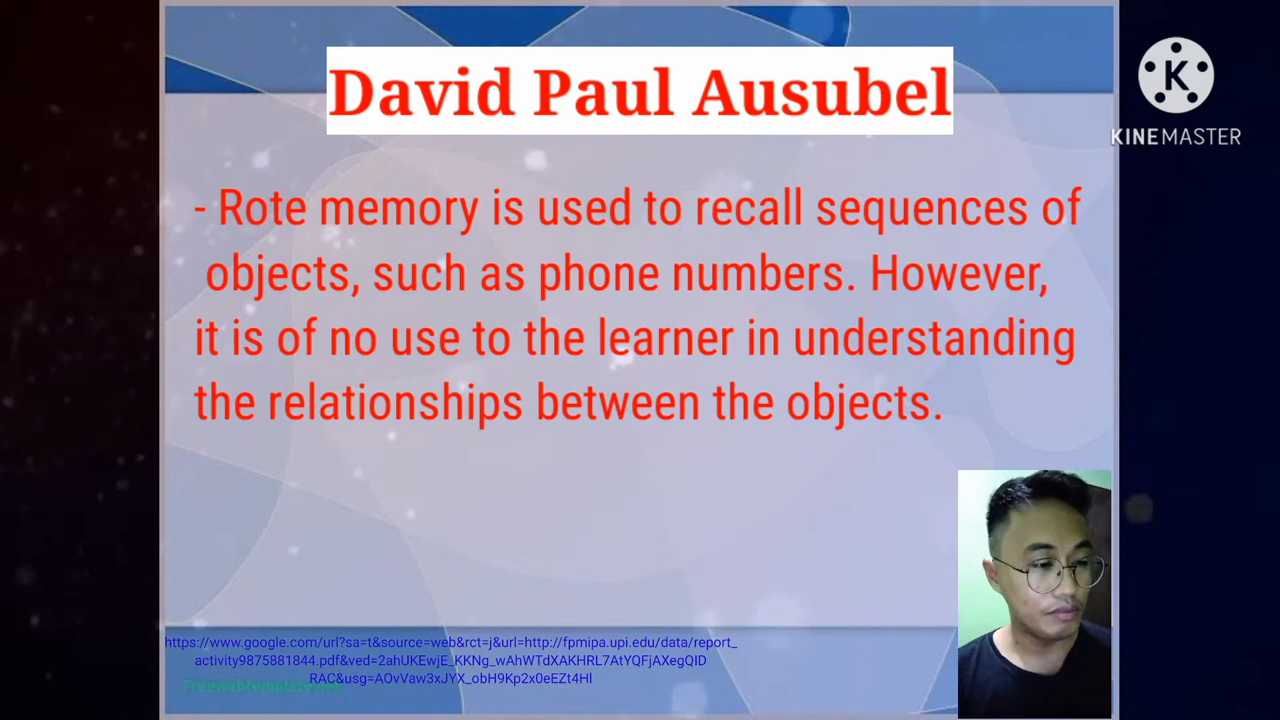 David Paul Ausubel
K
KINEMASTER
- Rote memory is used to recall sequences of
objects, such as phone numbers. However,
it is of no use to the learner in understanding
the relationships between the objects.
https://www.google.com/url?sa=t&source=web&rct=j&url=http://fpmipa.upi.edu/data/report_
activity9875881844.pdf&ved=2ahUKEwjE_KKNg_wAhWTdXAKHRL7AtYQFjAXegQID
RAC&usg=AOvVaw3xJYX_obH9Kp2x0eEZt4Hl